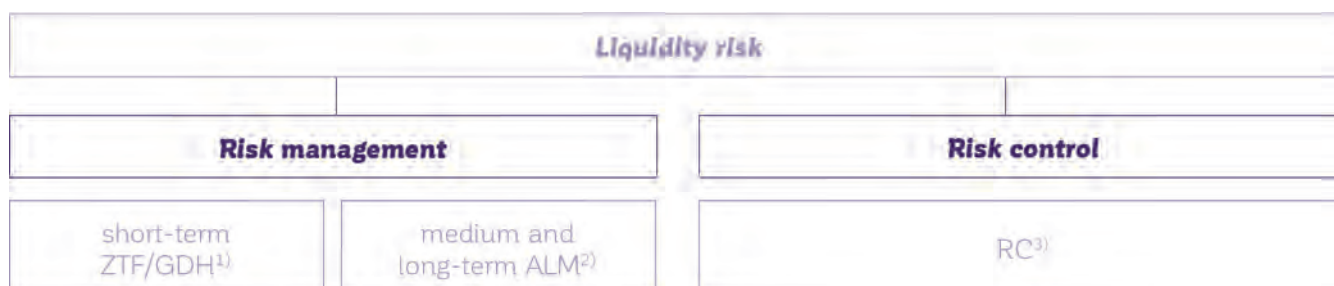 Liquidity risk
Risk management
Risk control
short-term
ZTF/GDH1)
medium and
long-term ALM2)
RC3)